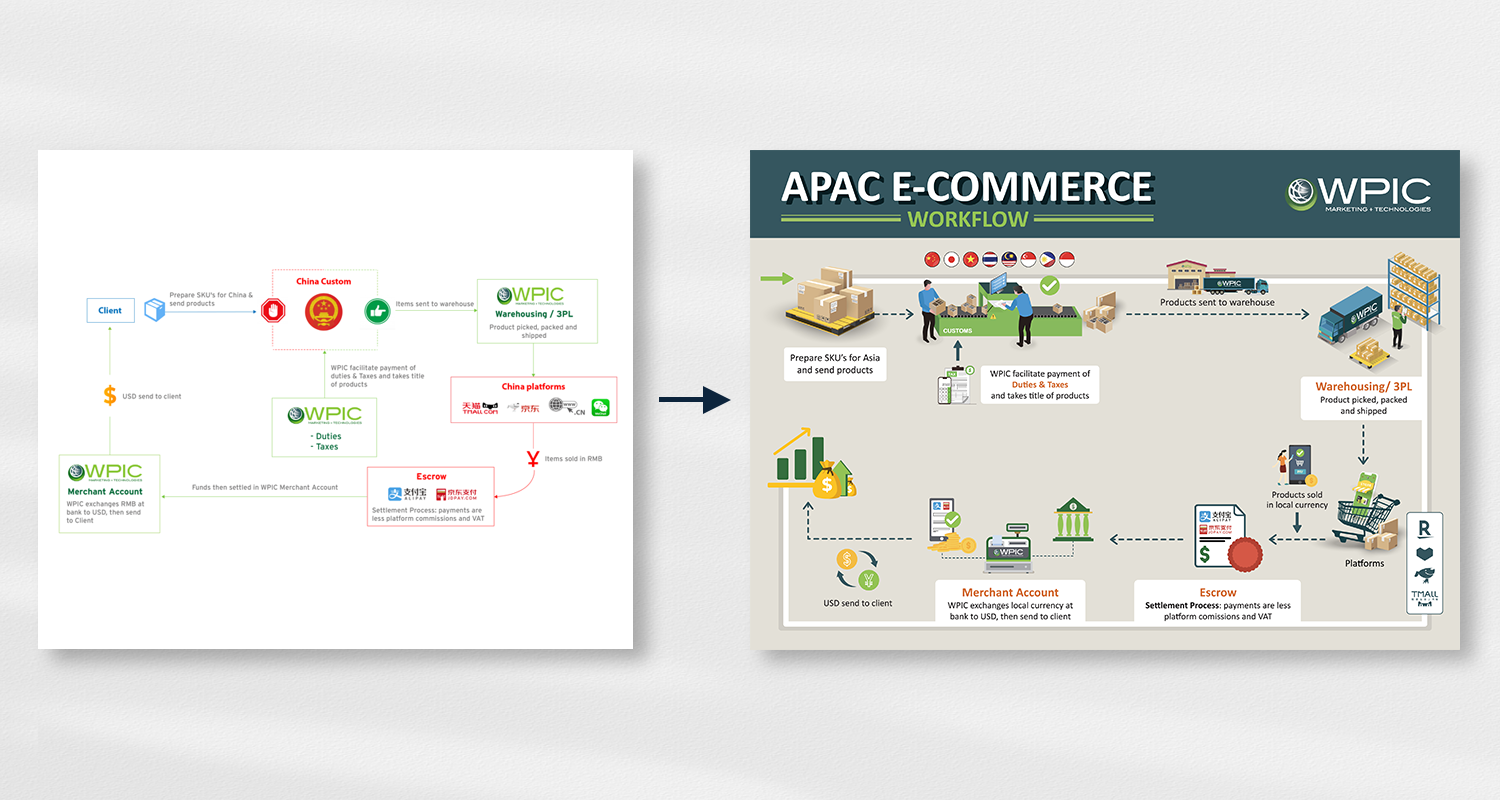 China Custom
Client
Prepare SKU's for China &
send products
Items sent to warehouse
WPIC
MARKETING + TECHNOLOGIES
Warehousing / 3PL
Product picked, packed and
shipped
WPIC facilitate payment of
duties & Taxes and takes title
of products
China platforms
天猫
TMALL.COM
京东
.CN
USD send to client
WPIC
MARKETING + TECHNOLOGIES
- Duties
- Taxes
¥
Items sold in RMB
$
WPIC
MARKETING + TECHNOLOGIES
Merchant Account
WPIC exchanges RMB at
bank to USD, then send
to Client
Funds then settled in WPIC Merchant Account
Escrow
支付宝
ALIPAY
京东支付
JDPAY.COM
Settlement Process: payments are
less platform commissions and VAT
APAC E-COMMERCE
WORKFLOW
WPIC
MARKETING + TECHNOLOGIES
CUSTOMS
WPIC
Products sent to warehouse
WPIC
Prepare SKU's for Asia
and send products
WPIC facilitate payment of
Duties & Taxes
and takes title of products
Warehousing/ 3PL
Product picked, packed
and shipped
$
Products sold
in local currency
WPIC
支付宝
ALIPAY
京东支付
JDPAY.COM
$
R
TMALL
Platforms
$
¥
USD send to client
Merchant Account
WPIC exchanges local currency at
bank to USD, then send to client
Escrow
Settlement Process: payments are less
platform comissions and VAT